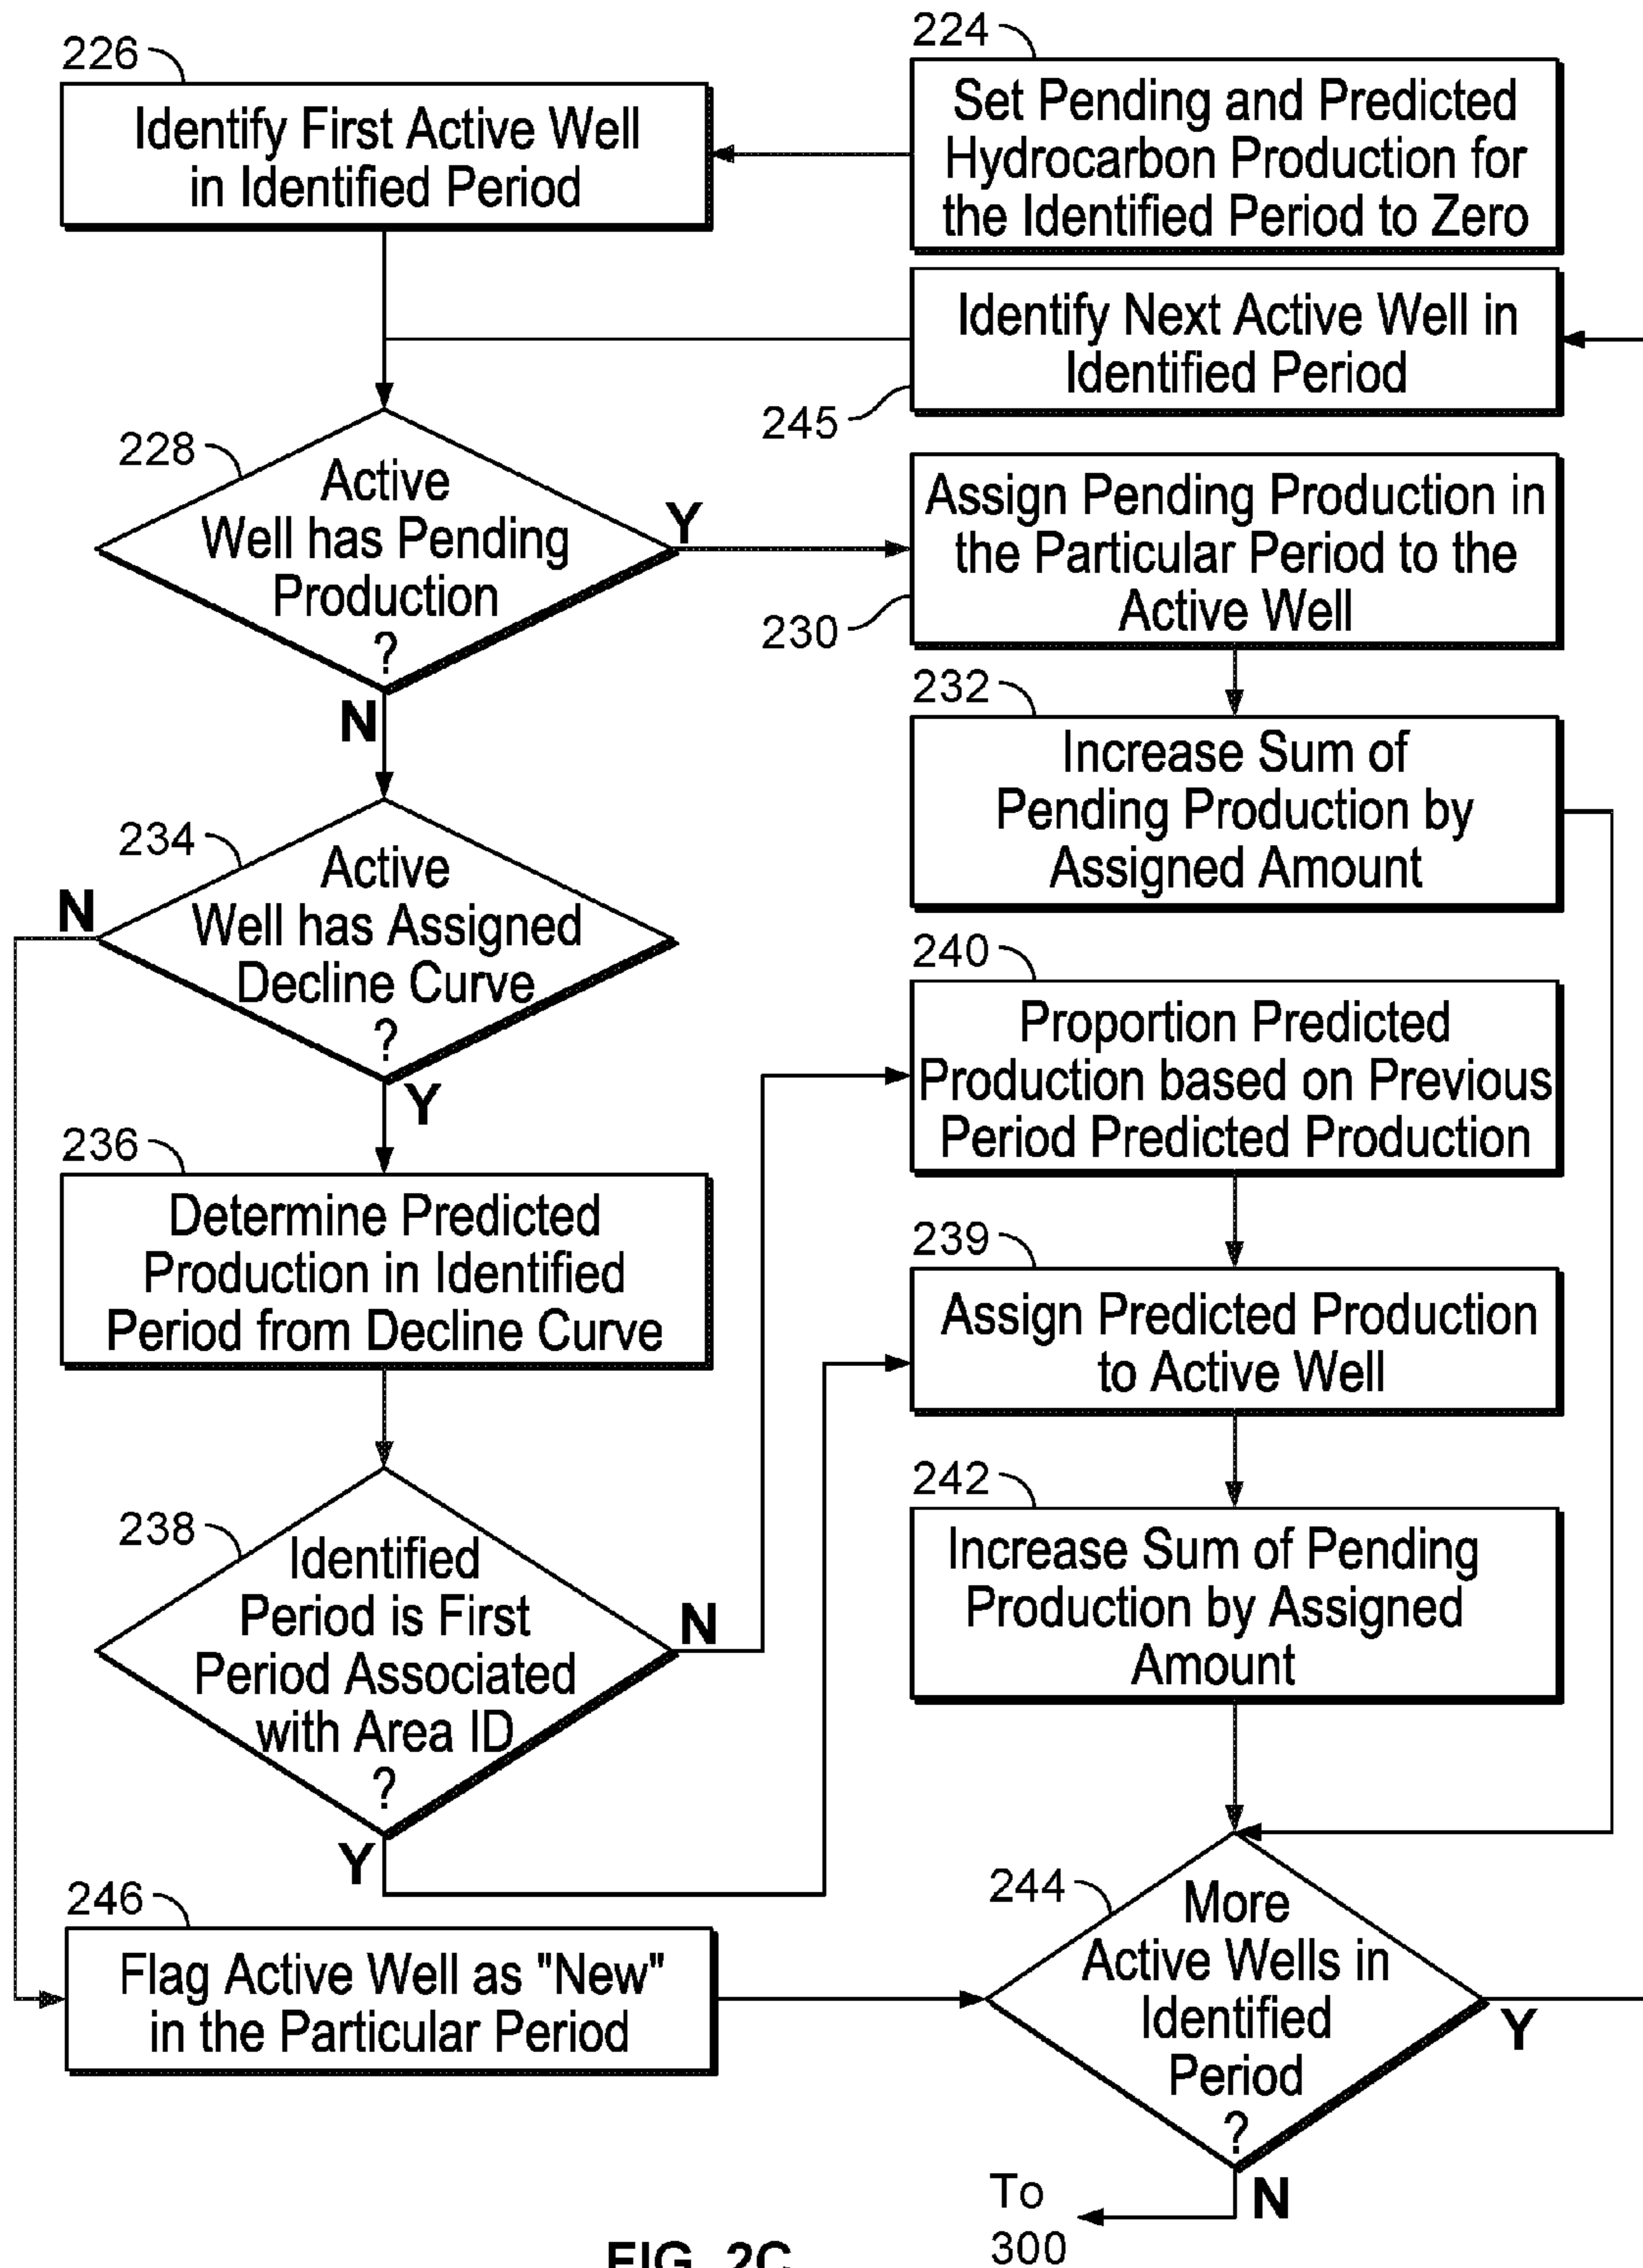 224
Set Pending and Predicted
Hydrocarbon Production for
the Identified Period to Zero
226
Identify First Active Well
in Identified Period
Identify Next Active Well in
Identified Period
245
228
Active
Well has Pending
Production
?
Y
N
Assign Pending Production in
the Particular Period to the
Active Well
230
232
Increase Sum of
Pending Production by
Assigned Amount
234
Active
Well has Assigned
Decline Curve
?
N
Y
236
Determine Predicted
Production in Identified
Period from Decline Curve
238
Identified
Period is First
Period Associated
with Area ID
?
N
Y
240
Proportion Predicted
Production based on Previous
Period Predicted Production
239
Assign Predicted Production
to Active Well
242
Increase Sum of Pending
Production by Assigned
Amount
246
Flag Active Well as "New"
in the Particular Period
244
More
Active Wells in
Identified
Period
?
Y
N
To
300
FIG. 2C